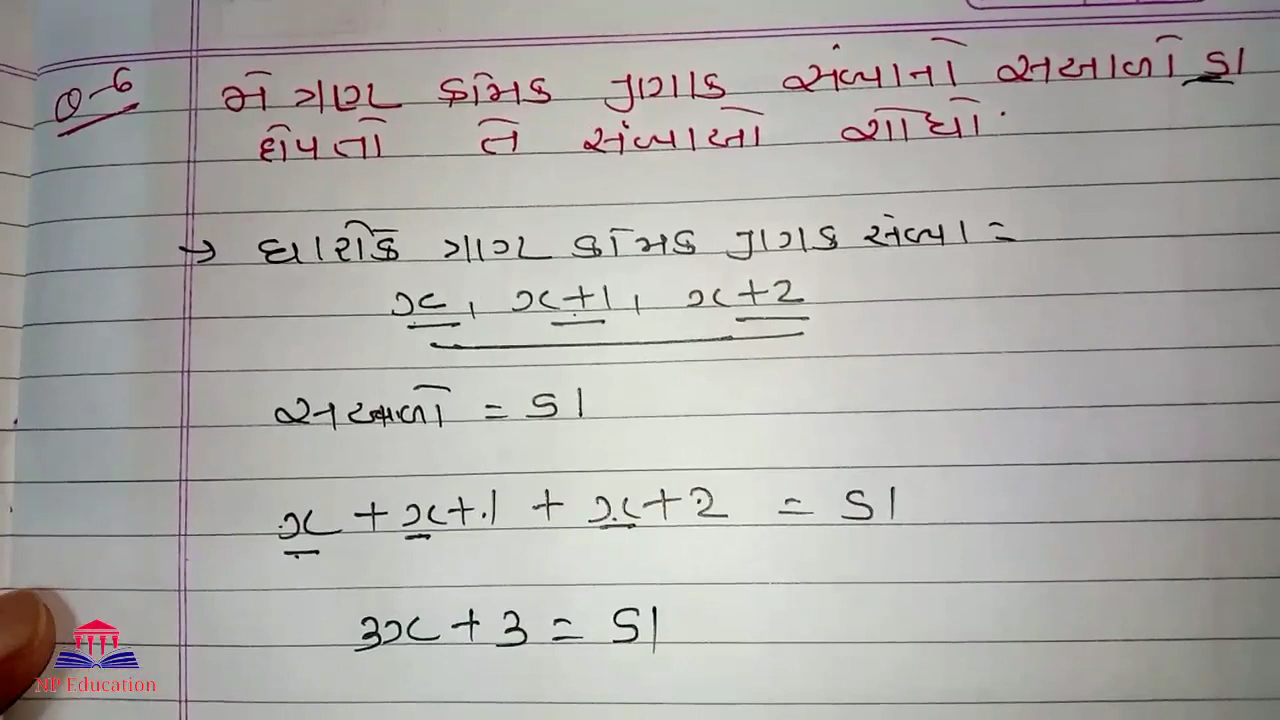 Q-6 ત્રણ ક્રમિક પૂર્ણાંક સંખ્યાનો સરવાળો 51
હોયતો તે સંખ્યાઓ શોધો.
→ ધારોકે ત્રણ ક્રમિક પૂર્ણાંક સંખ્યા =
x, x+1, x+2
સરવાળો = 51
x + x+1 + x+2 = 51
3x + 3 = 51
NP Education